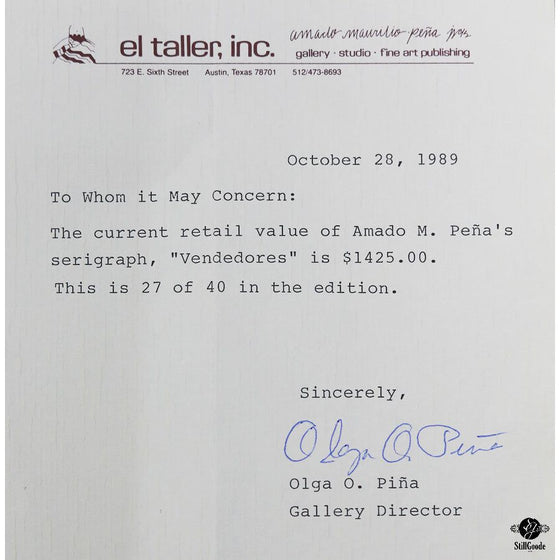 el taller, inc.
amado maurilio peña jr.
gallery · studio · fine art publishing
723 E. Sixth Street Austin, Texas 78701 512/473-8693
October 28, 1989
To Whom it May Concern:
The current retail value of Amado M. Peña's
serigraph, "Vendedores" is $1425.00.
This is 27 of 40 in the edition.
Sincerely,
Olga O. Piña
Olga O. Piña
Gallery Director
StillGoode